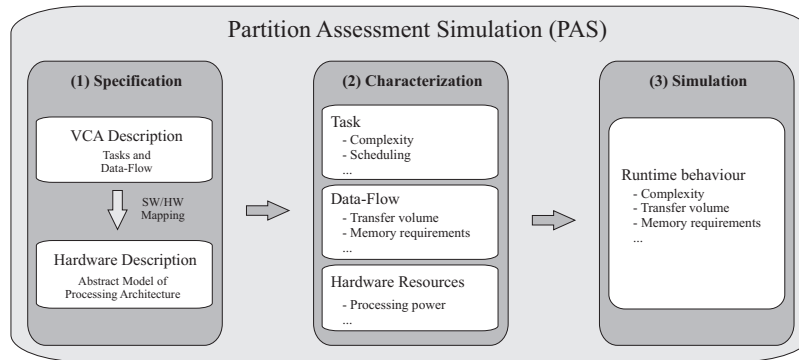 Partition Assessment Simulation (PAS)
(1) Specification
VCA Description
Tasks and
Data-Flow
SW/HW
Mapping
Hardware Description
Abstract Model of
Processing Architecture
(2) Characterization
Task
- Complexity
- Scheduling
...
Data-Flow
- Transfer volume
- Memory requirements
...
Hardware Resources
- Processing power
...
(3) Simulation
Runtime behaviour
- Complexity
- Transfer volume
- Memory requirements
...